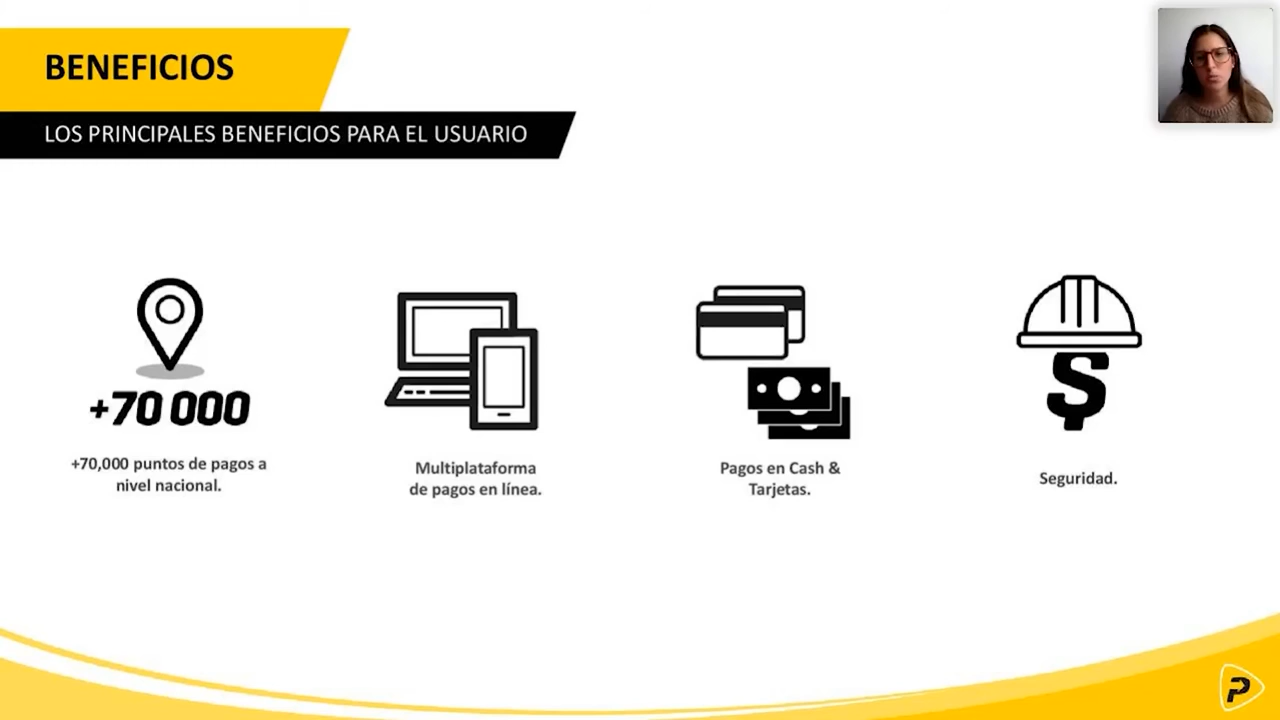 BENEFICIOS
LOS PRINCIPALES BENEFICIOS PARA EL USUARIO
+70 000
+70,000 puntos de pagos a
nivel nacional.
Multiplataforma
de pagos en línea.
Pagos en Cash &
Tarjetas.
$
Seguridad.
P